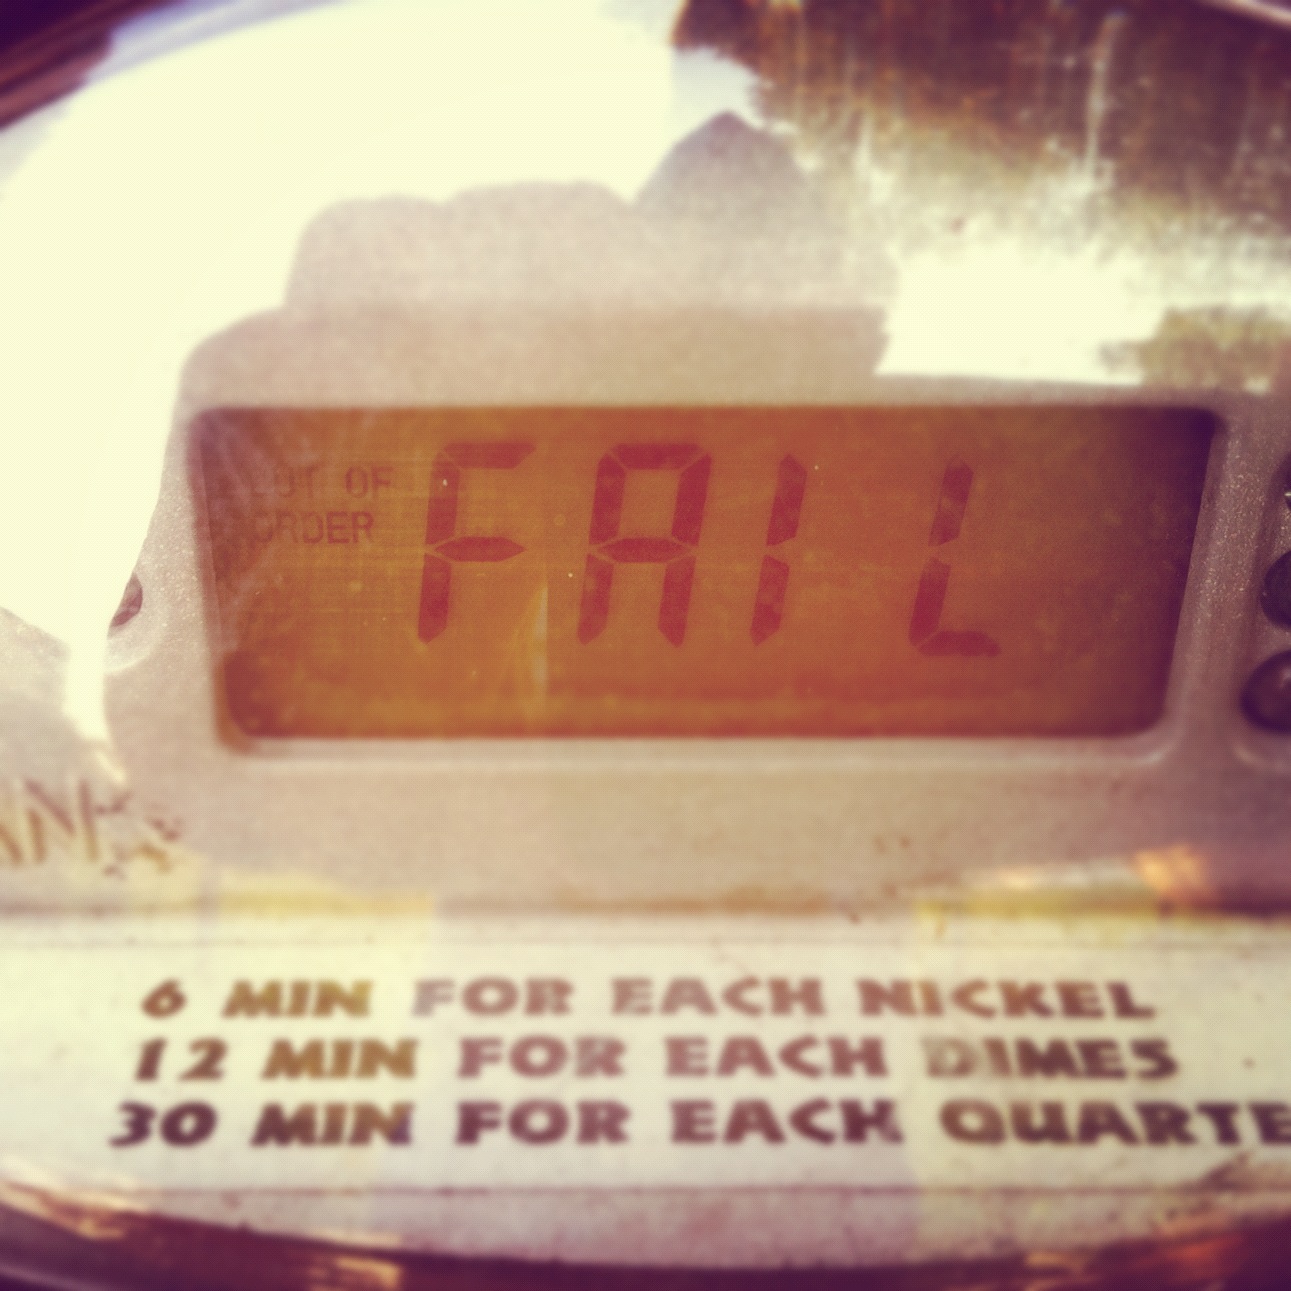 OUT OF
ORDER
FAIL
6 MIN FOR EACH NICKEL
12 MIN FOR EACH DIMES
30 MIN FOR EACH QUARTE